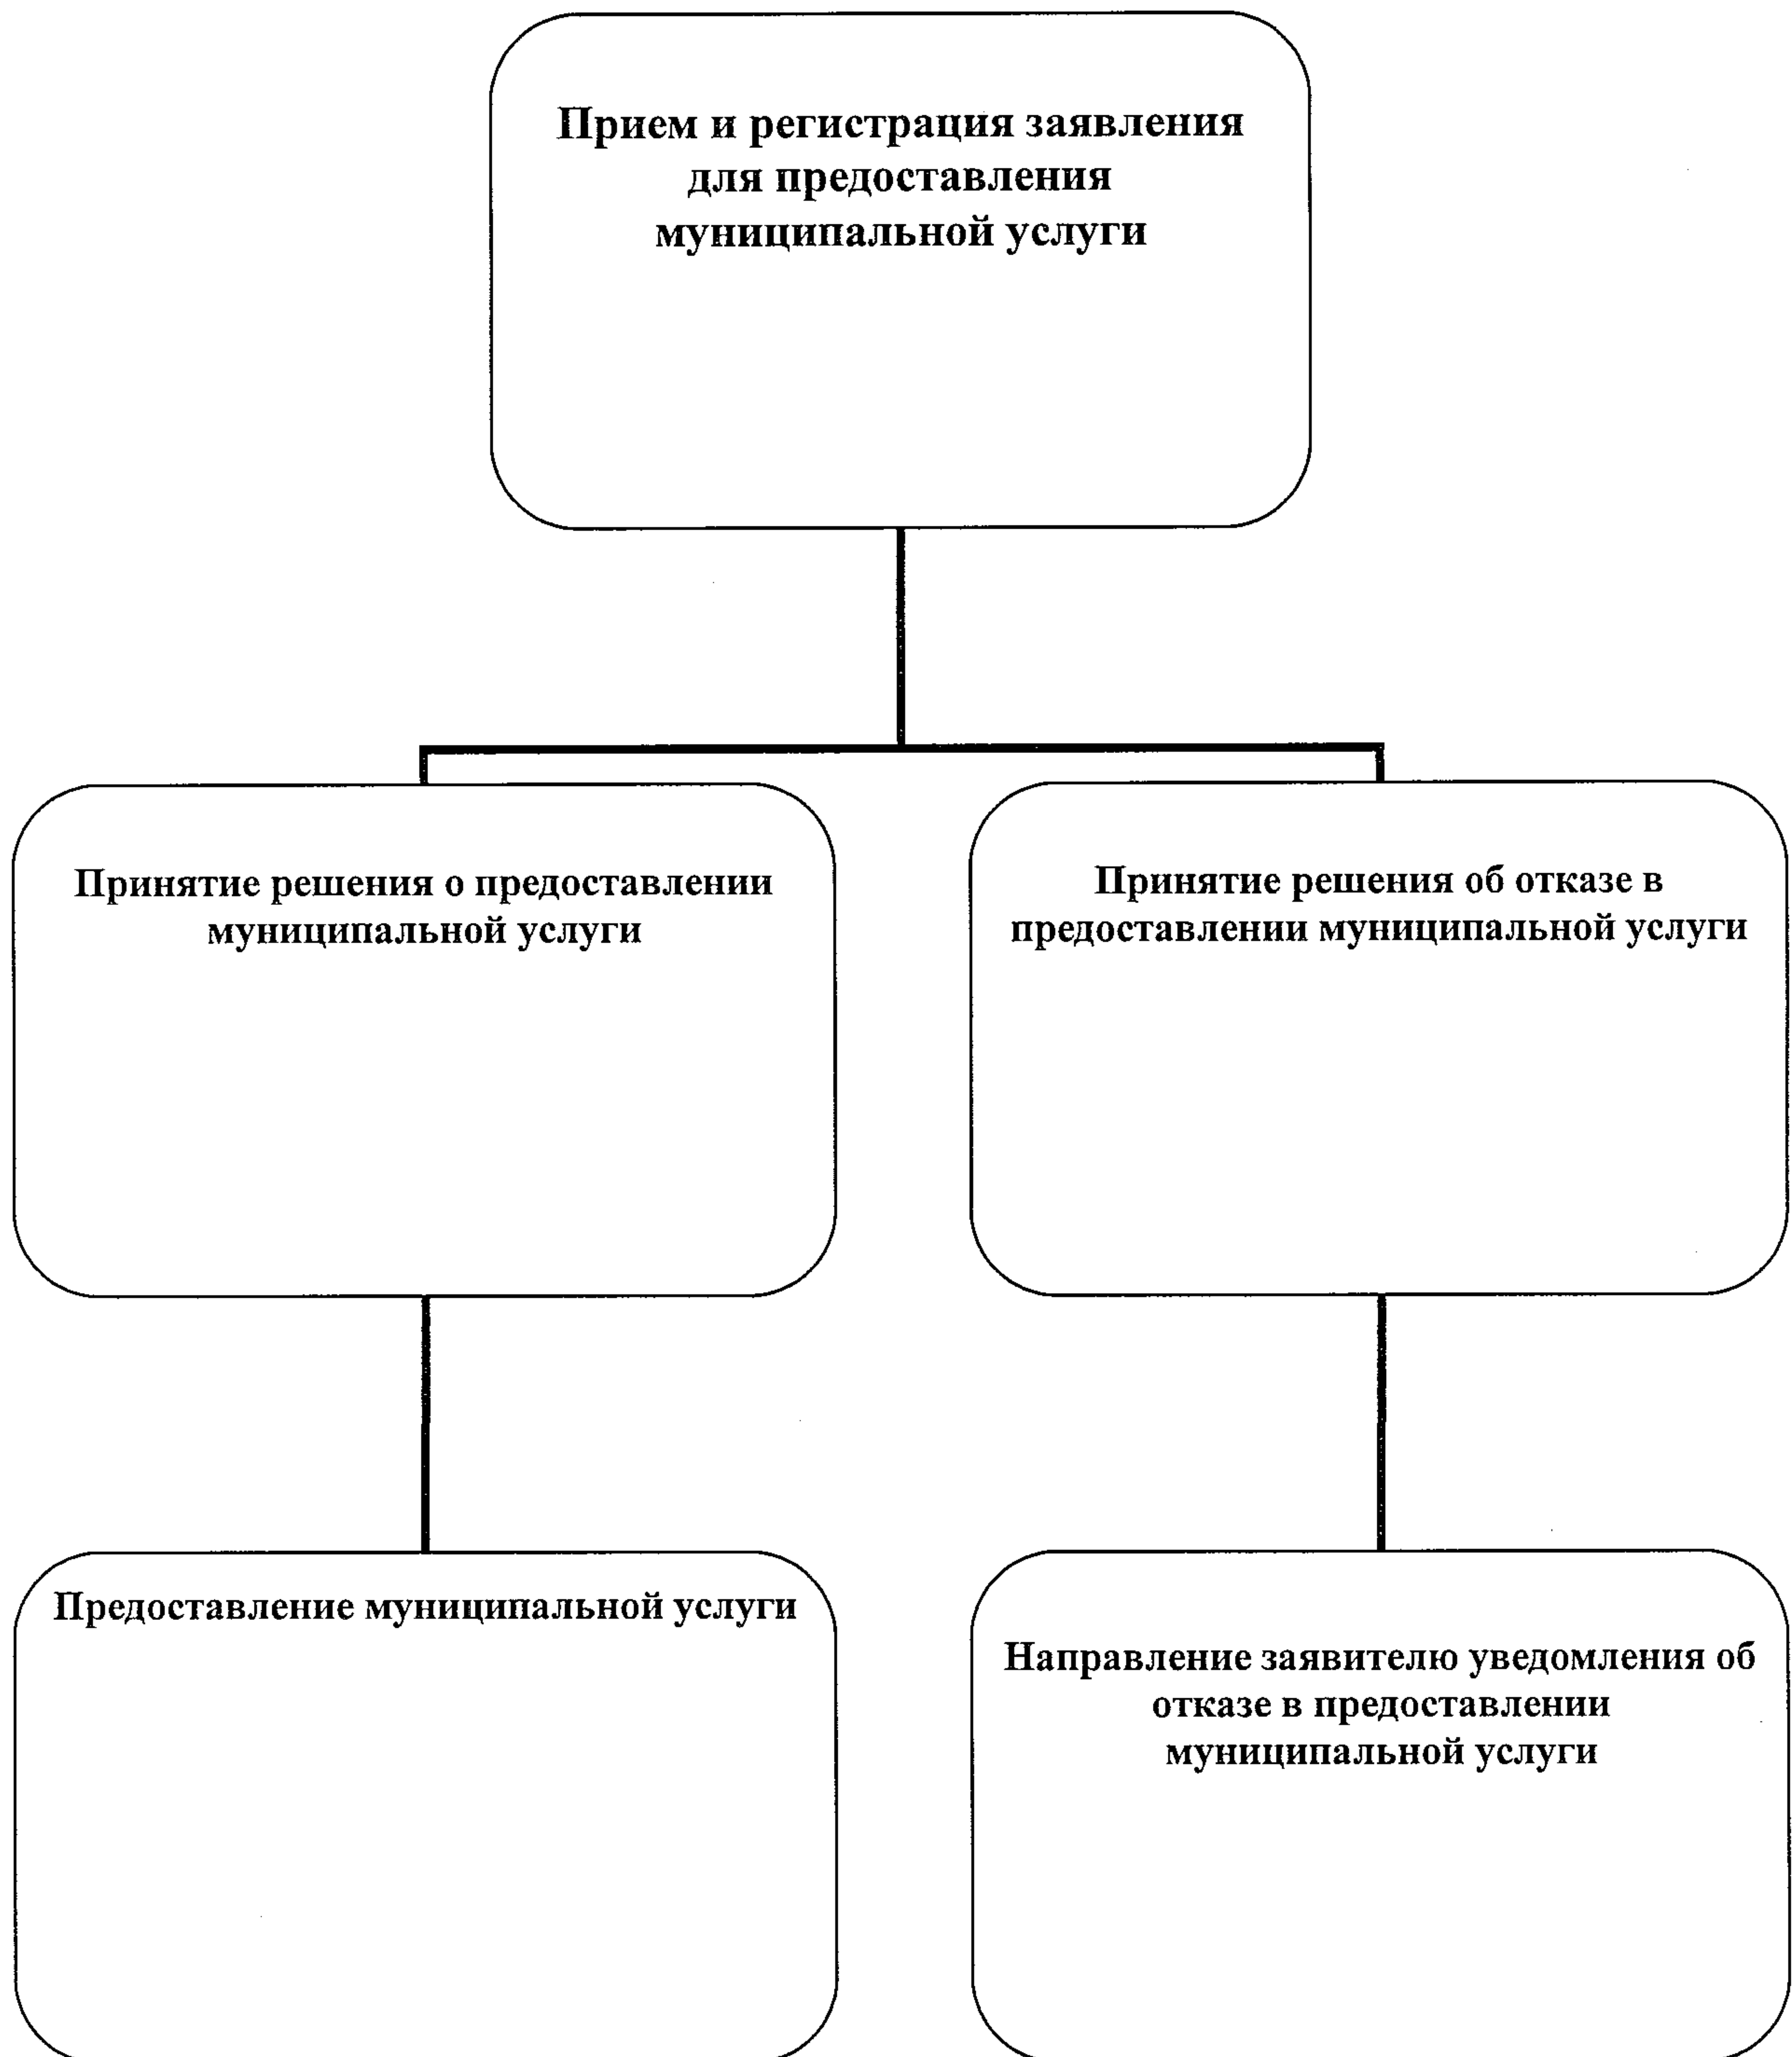 Прием и регистрация заявления
для предоставления
муниципальной услуги
Принятие решения о предоставлении
муниципальной услуги
Принятие решения об отказе в
предоставлении муниципальной услуги
Предоставление муниципальной услуги
Направление заявителю уведомления об
отказе в предоставлении
муниципальной услуги